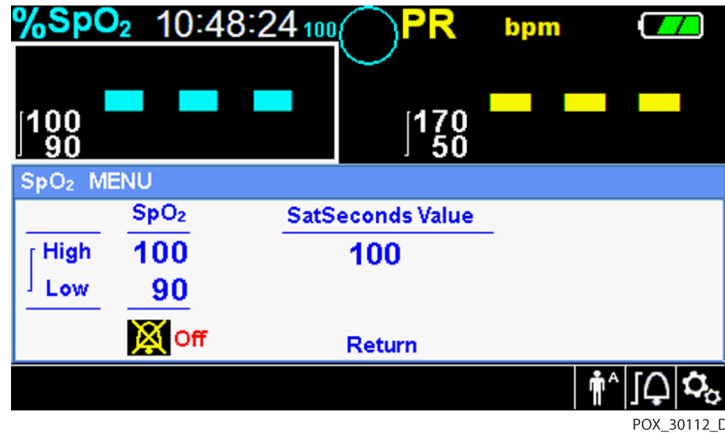 %SpO₂ 10:48:24 100 PR bpm
--- ---
100 170
90 50
SpO₂ MENU
SpO₂ SatSeconds Value
High 100 100
Low 90
Off Return
A
POX_30112_D